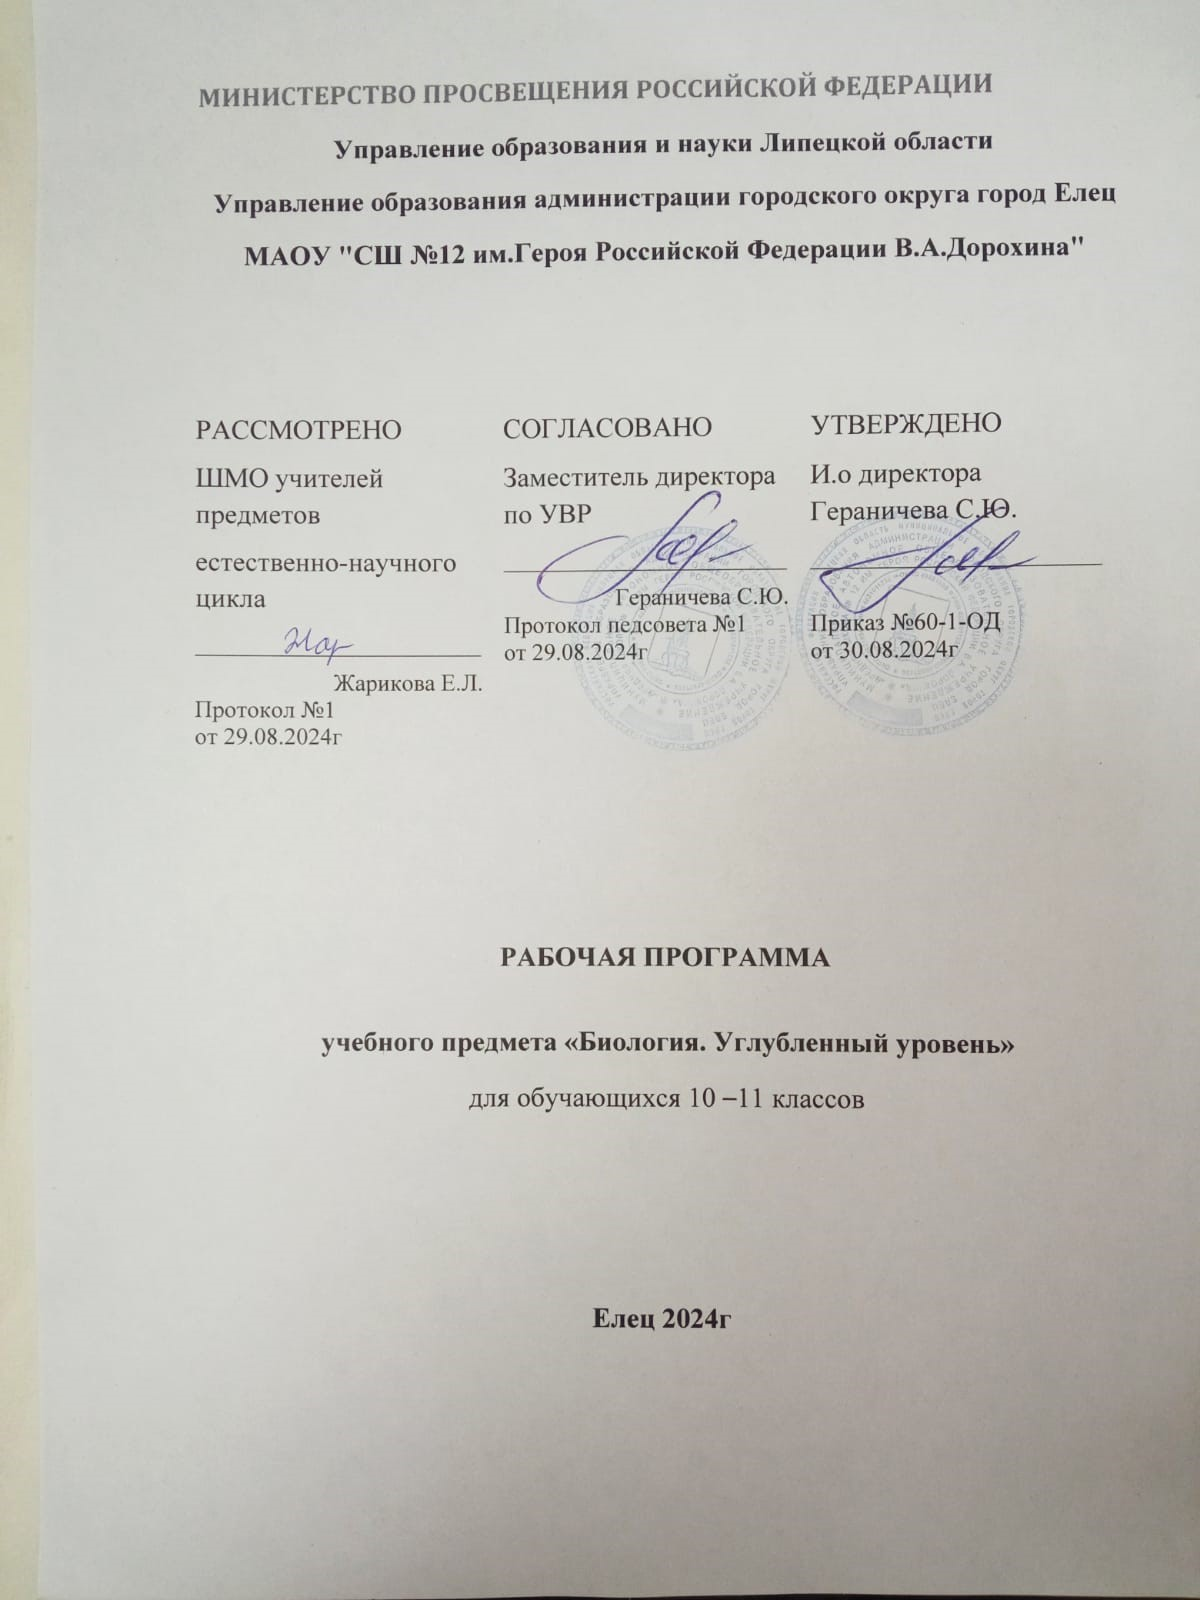 МИНИСТЕРСТВО ПРОСВЕЩЕНИЯ РОССИЙСКОЙ ФЕДЕРАЦИИ
Управление образования и науки Липецкой области
Управление образования администрации городского округа город Елец
МАОУ "СШ №12 им.Героя Российской Федерации В.А.Дорохина"
РАССМОТРЕНО
ШМО учителей
предметов
естественно-научного
цикла
Жар
Жарикова Е.Л.
Протокол №1
от 29.08.2024г
СОГЛАСОВАНО
Заместитель директора
по УВР
Гераничева С.Ю.
Протокол педсовета №1
от 29.08.2024г
УТВЕРЖДЕНО
И.о директора
Гераничева С.Ю.
Приказ №60-1-ОД
от 30.08.2024г
РАБОЧАЯ ПРОГРАММА
учебного предмета «Биология. Углубленный уровень»
для обучающихся 10 –11 классов
Елец 2024г